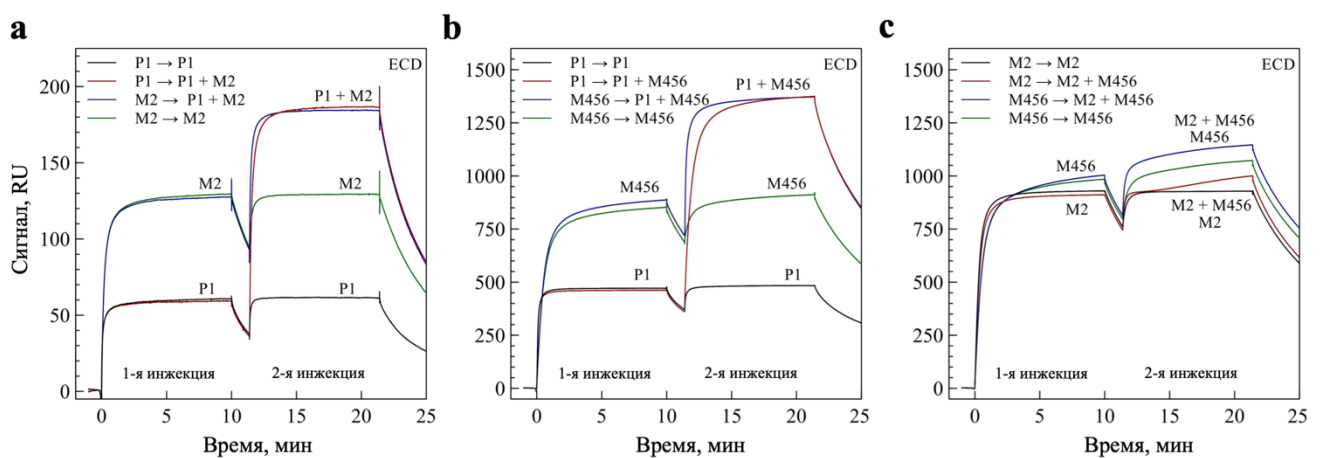 a
P1 → P1
P1 → P1 + M2
M2 → P1 + M2
M2 → M2
ECD
P1 + M2
M2
M2
P1
P1
1-я инжекция
2-я инжекция
200
150
100
50
0
0
5
10
15
20
25
Сигнал, RU
Время, мин
b
P1 → P1
P1 → P1 + M456
M456 → P1 + M456
M456 → M456
ECD
P1 + M456
M456
M456
P1
P1
1-я инжекция
2-я инжекция
1500
1250
1000
750
500
250
0
0
5
10
15
20
25
Время, мин
c
M2 → M2
M2 → M2 + M456
M456 → M2 + M456
M456 → M456
ECD
M2 + M456
M456
M456
M2
M2 + M456
M2
1-я инжекция
2-я инжекция
1500
1250
1000
750
500
250
0
0
5
10
15
20
25
Время, мин